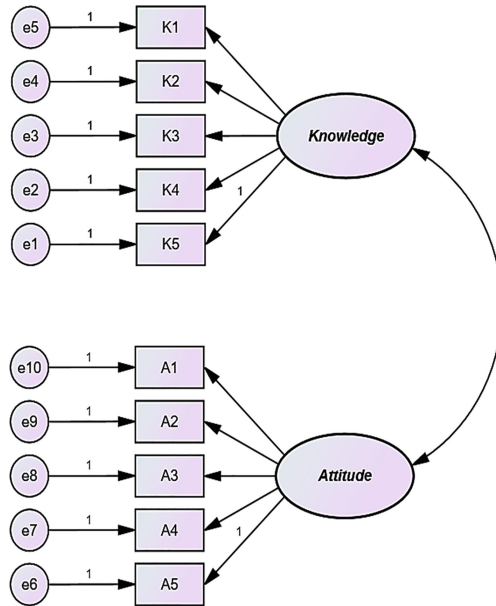 e5 1 K1
e4 1 K2
e3 1 K3
Knowledge
e2 1 K4
1
e1 1 K5
e10 1 A1
e9 1 A2
e8 1 A3
Attitude
e7 1 A4
1
e6 1 A5